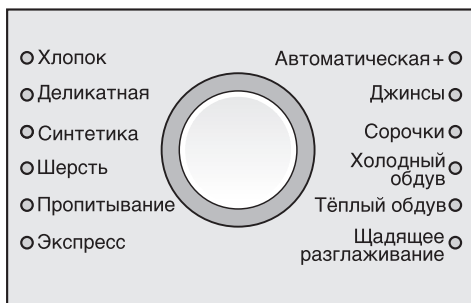 Хлопок
Деликатная
Синтетика
Шерсть
Пропитывание
Экспресс
Автоматическая+
Джинсы
Сорочки
Холодный
обдув
Тёплый обдув
Щадящее
разглаживание